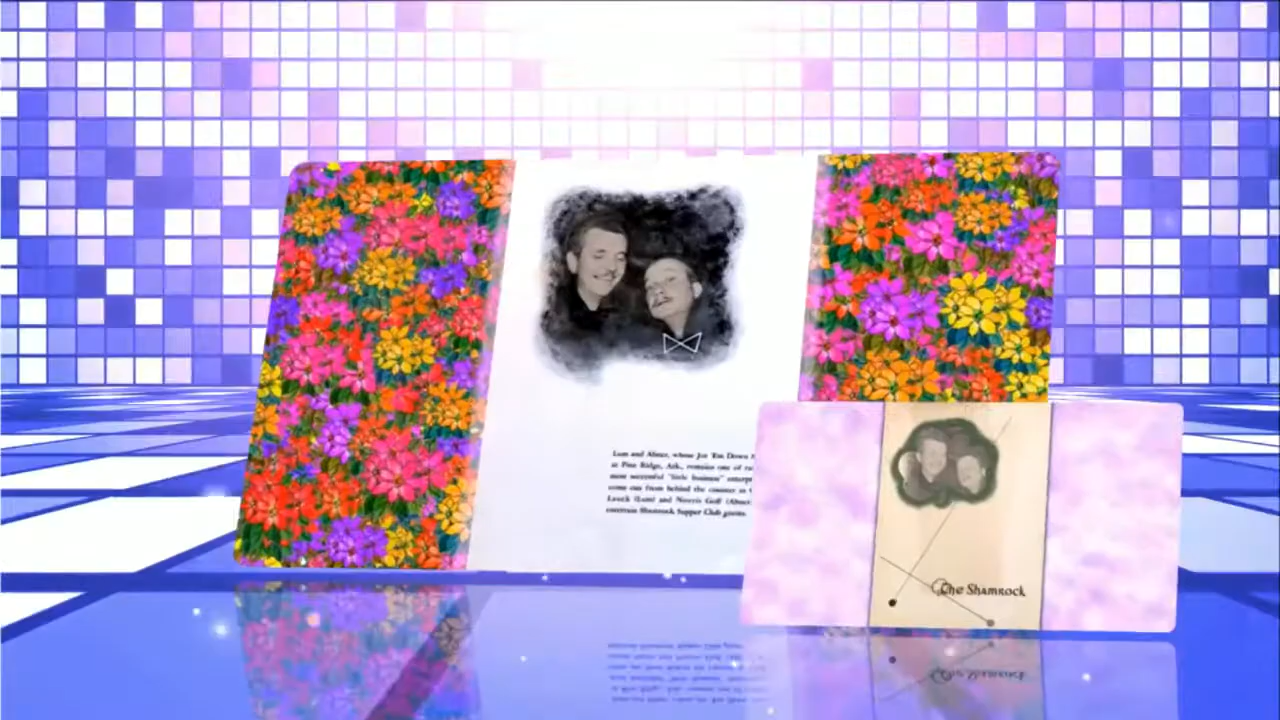 Lum and Abner, whose Jot 'Em Down
at Pine Ridge, Ark., remains one of
most successful "little business" enterp
come out from behind the counter in
Lauck (Lum) and Norris Goff (Abner)
entertain Shamrock Supper Club guests.
The Shamrock